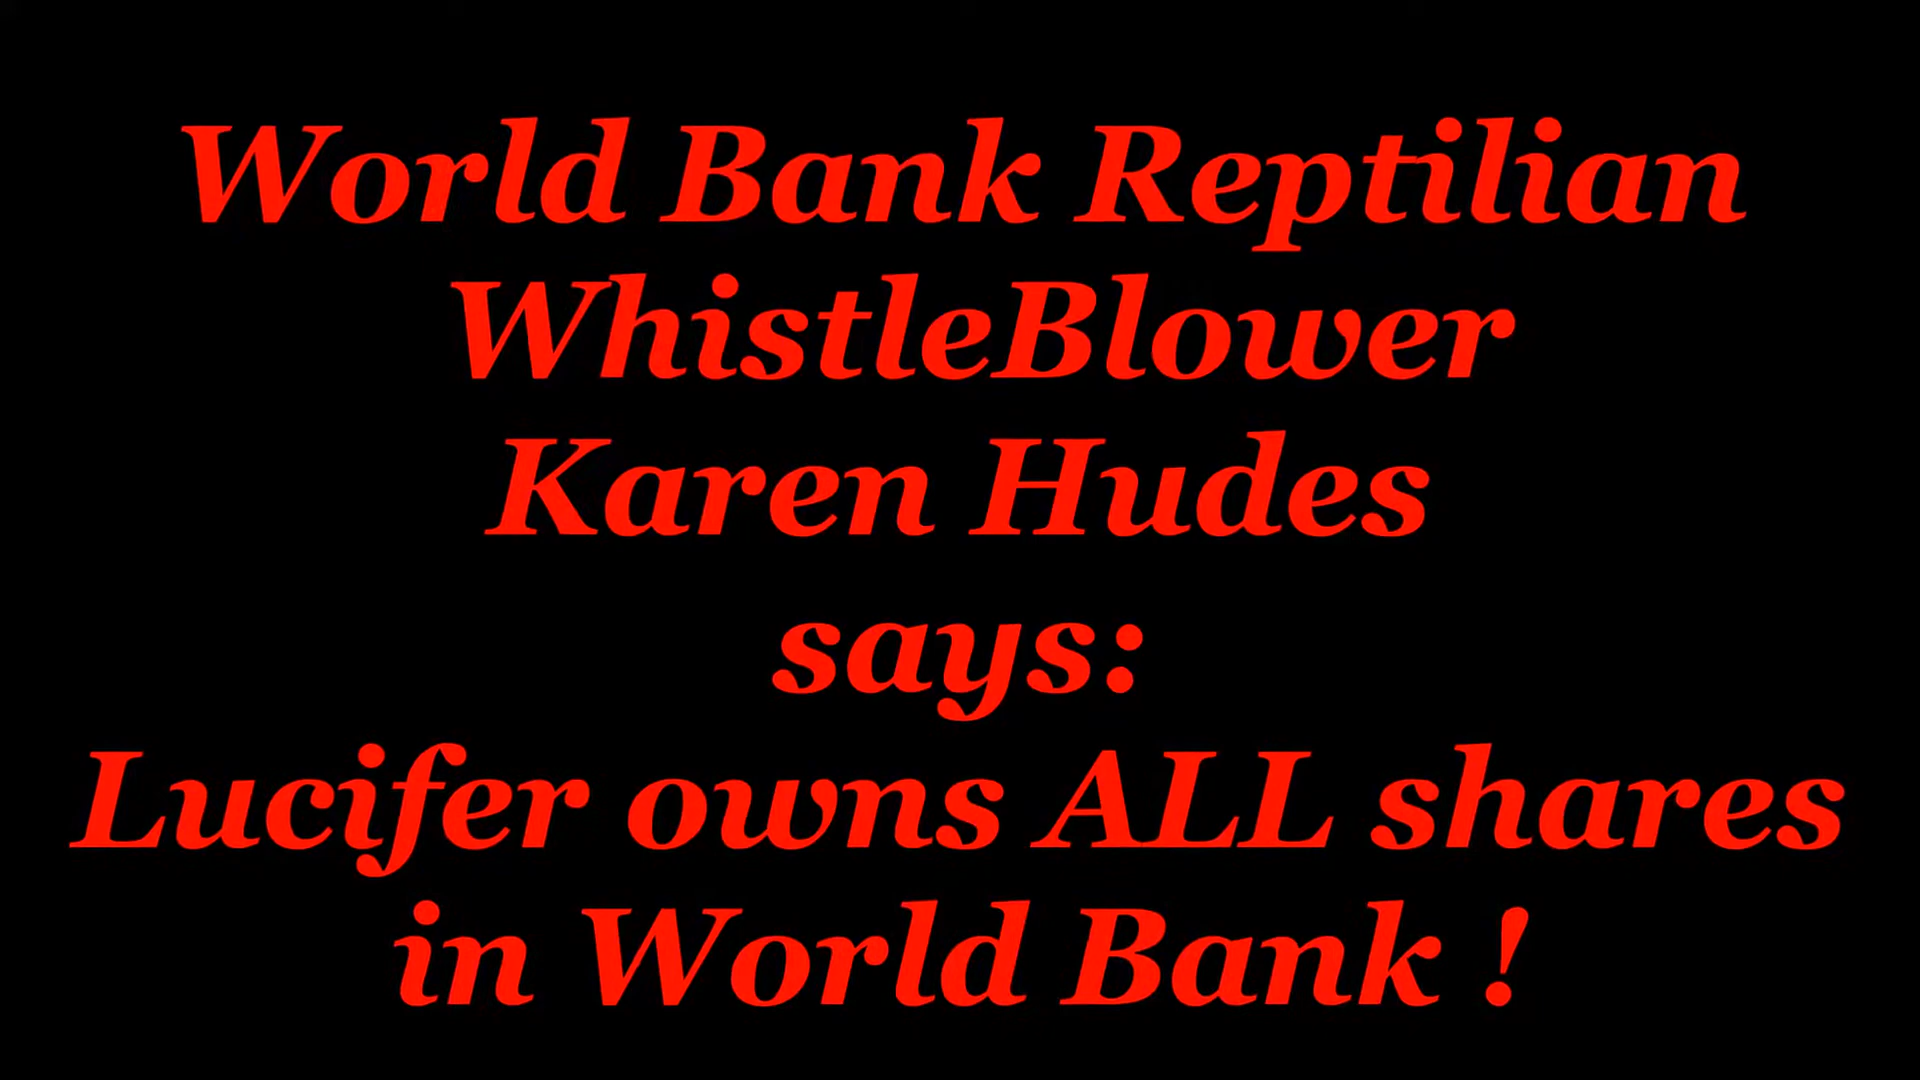 World Bank Reptilian
WhistleBlower
Karen Hudes
says:
Lucifer owns ALL shares
in World Bank !